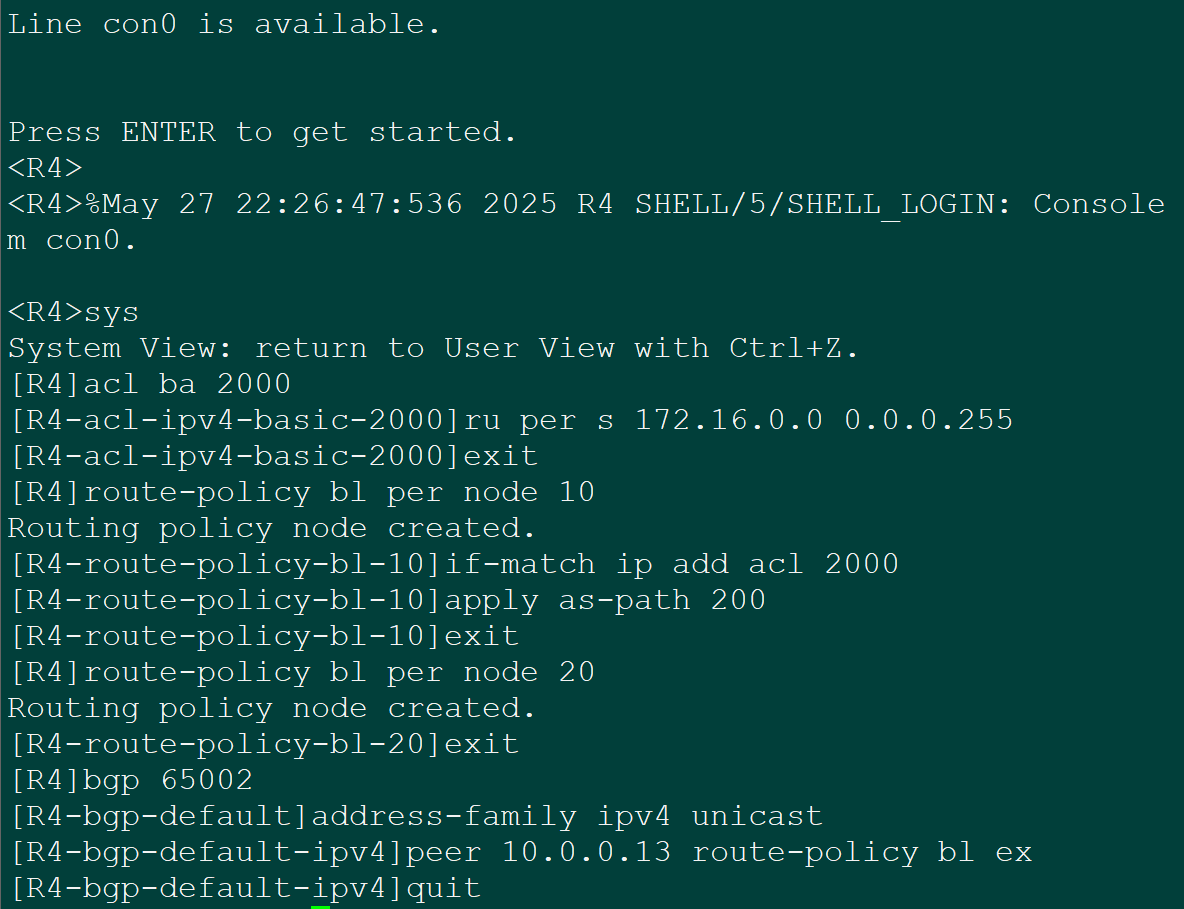 Line con0 is available.
Press ENTER to get started.
<R4>
<R4>%May 27 22:26:47:536 2025 R4 SHELL/5/SHELL_LOGIN: Console
m con0.
<R4>sys
System View: return to User View with Ctrl+Z.
[R4]acl ba 2000
[R4-acl-ipv4-basic-2000]ru per s 172.16.0.0 0.0.0.255
[R4-acl-ipv4-basic-2000]exit
[R4]route-policy bl per node 10
Routing policy node created.
[R4-route-policy-bl-10]if-match ip add acl 2000
[R4-route-policy-bl-10]apply as-path 200
[R4-route-policy-bl-10]exit
[R4]route-policy bl per node 20
Routing policy node created.
[R4-route-policy-bl-20]exit
[R4]bgp 65002
[R4-bgp-default]address-family ipv4 unicast
[R4-bgp-default-ipv4]peer 10.0.0.13 route-policy bl ex
[R4-bgp-default-ipv4]quit